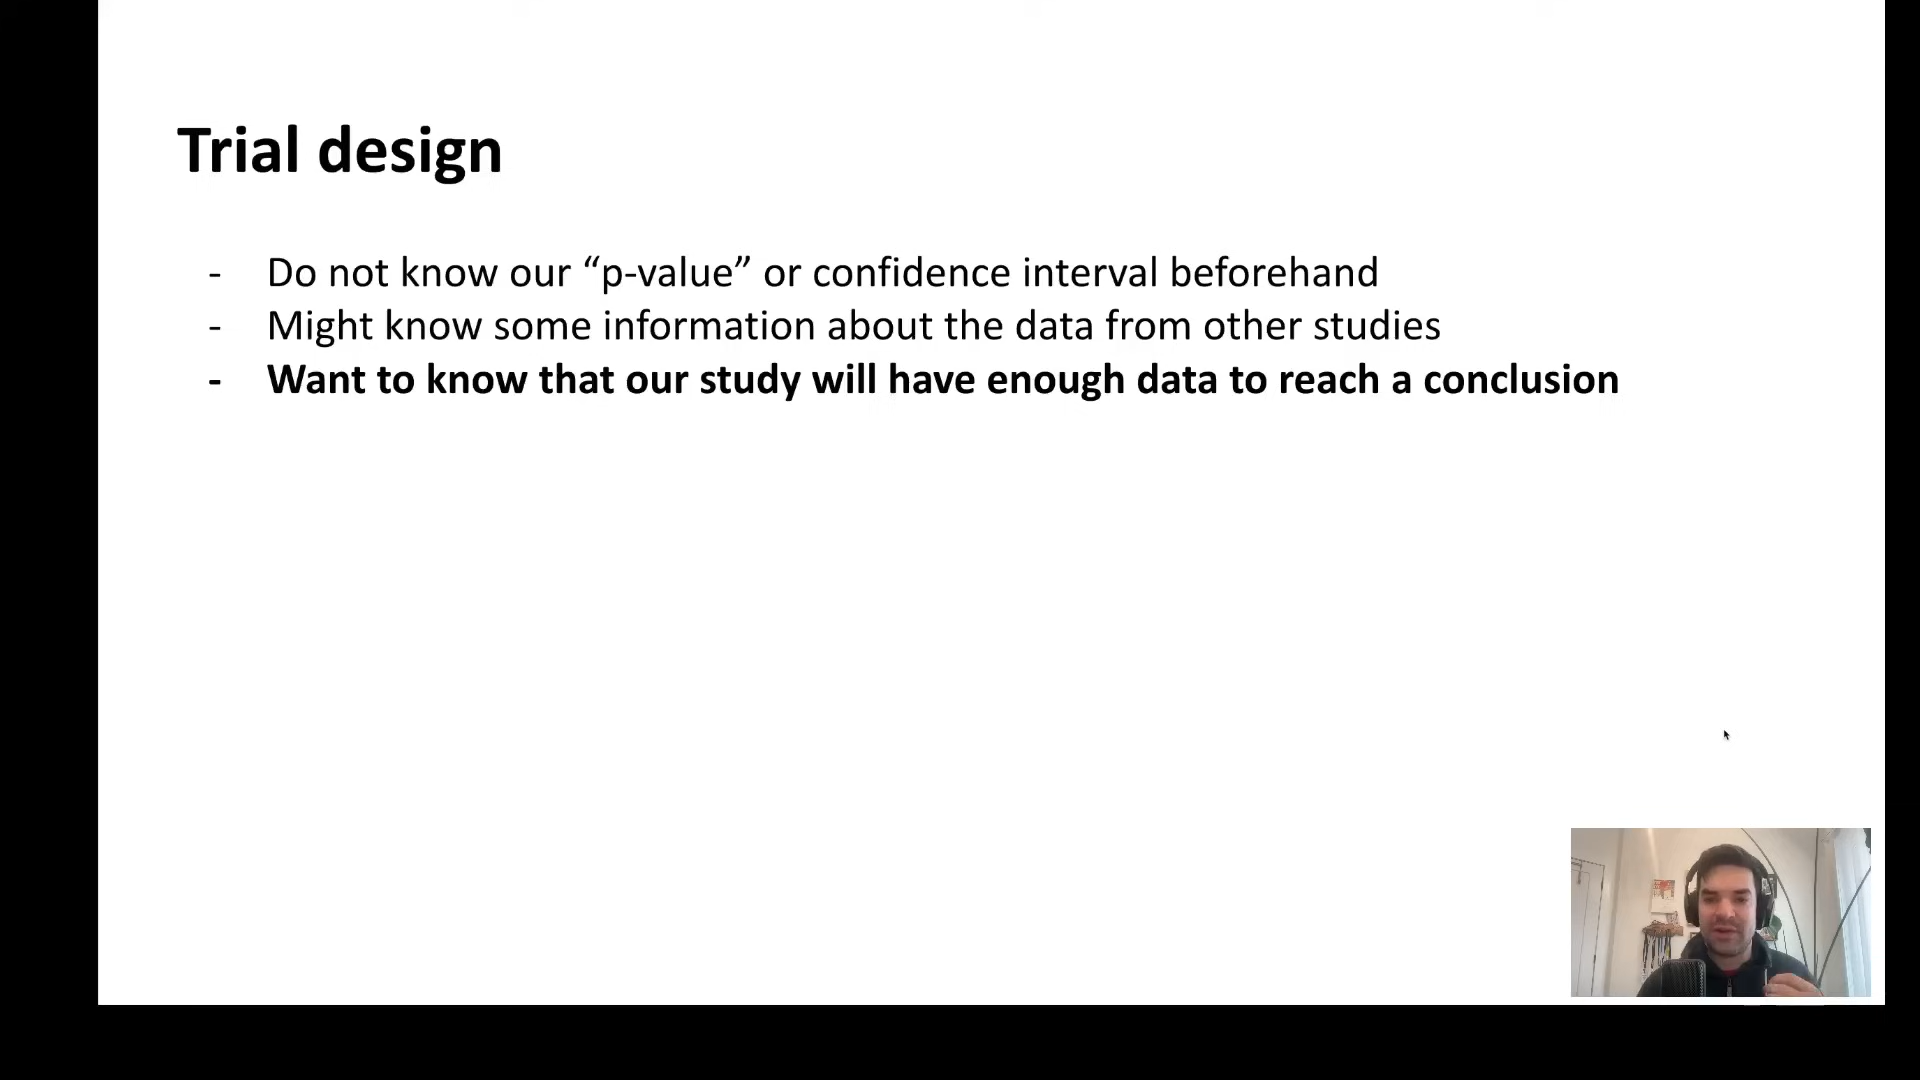 Trial design
- Do not know our “p-value” or confidence interval beforehand
- Might know some information about the data from other studies
- Want to know that our study will have enough data to reach a conclusion